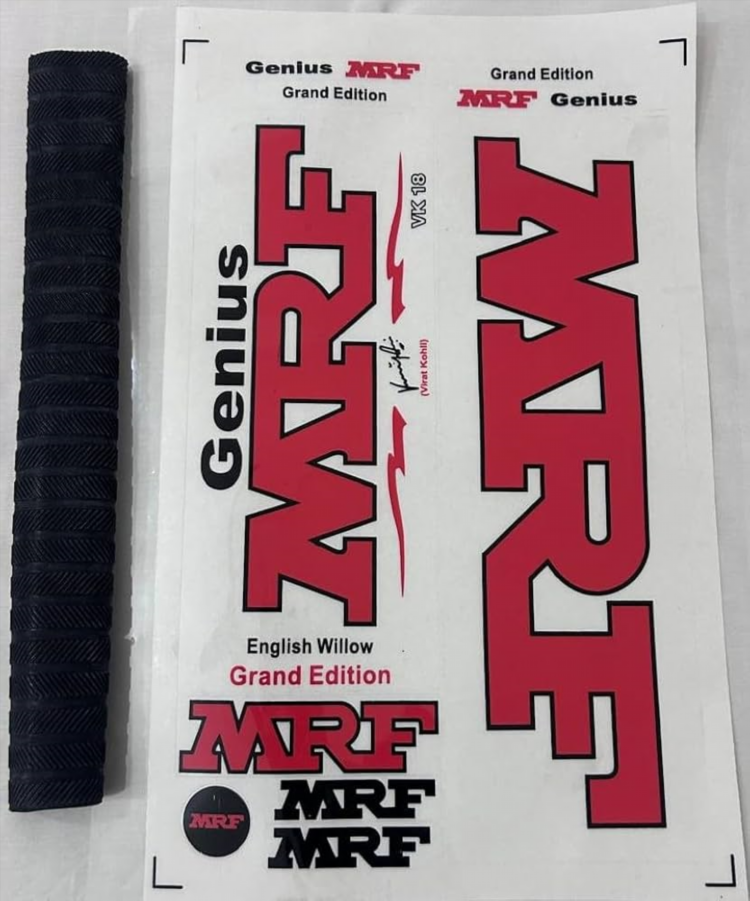 Genius MRF
Grand Edition
Grand Edition
MRF Genius
Genius
MRF
VK 18
(Virat Kohli)
MRF
English Willow
Grand Edition
MRF
MRF
MRF
MRF